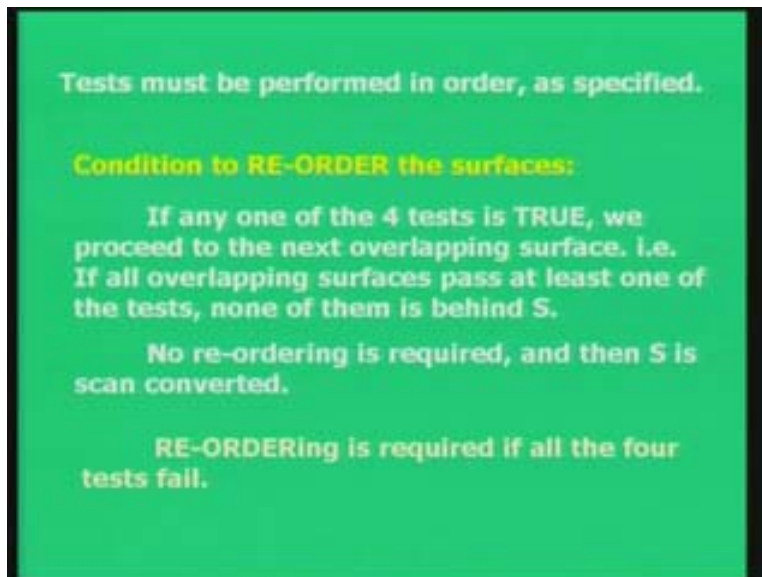 Tests must be performed in order, as specified.
Condition to RE-ORDER the surfaces:
If any one of the 4 tests is TRUE, we
proceed to the next overlapping surface. i.e.
If all overlapping surfaces pass at least one of
the tests, none of them is behind S.
No re-ordering is required, and then S is
scan converted.
RE-ORDERing is required if all the four
tests fail.